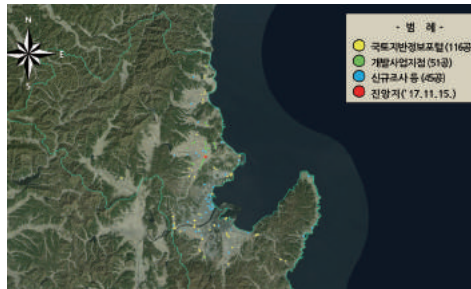 N
E
S
- 범 례 -
국토지반정보포털 (116공)
개발사업지점 (51공)
신규조사 등 (45공)
진앙지('17.11.15.)